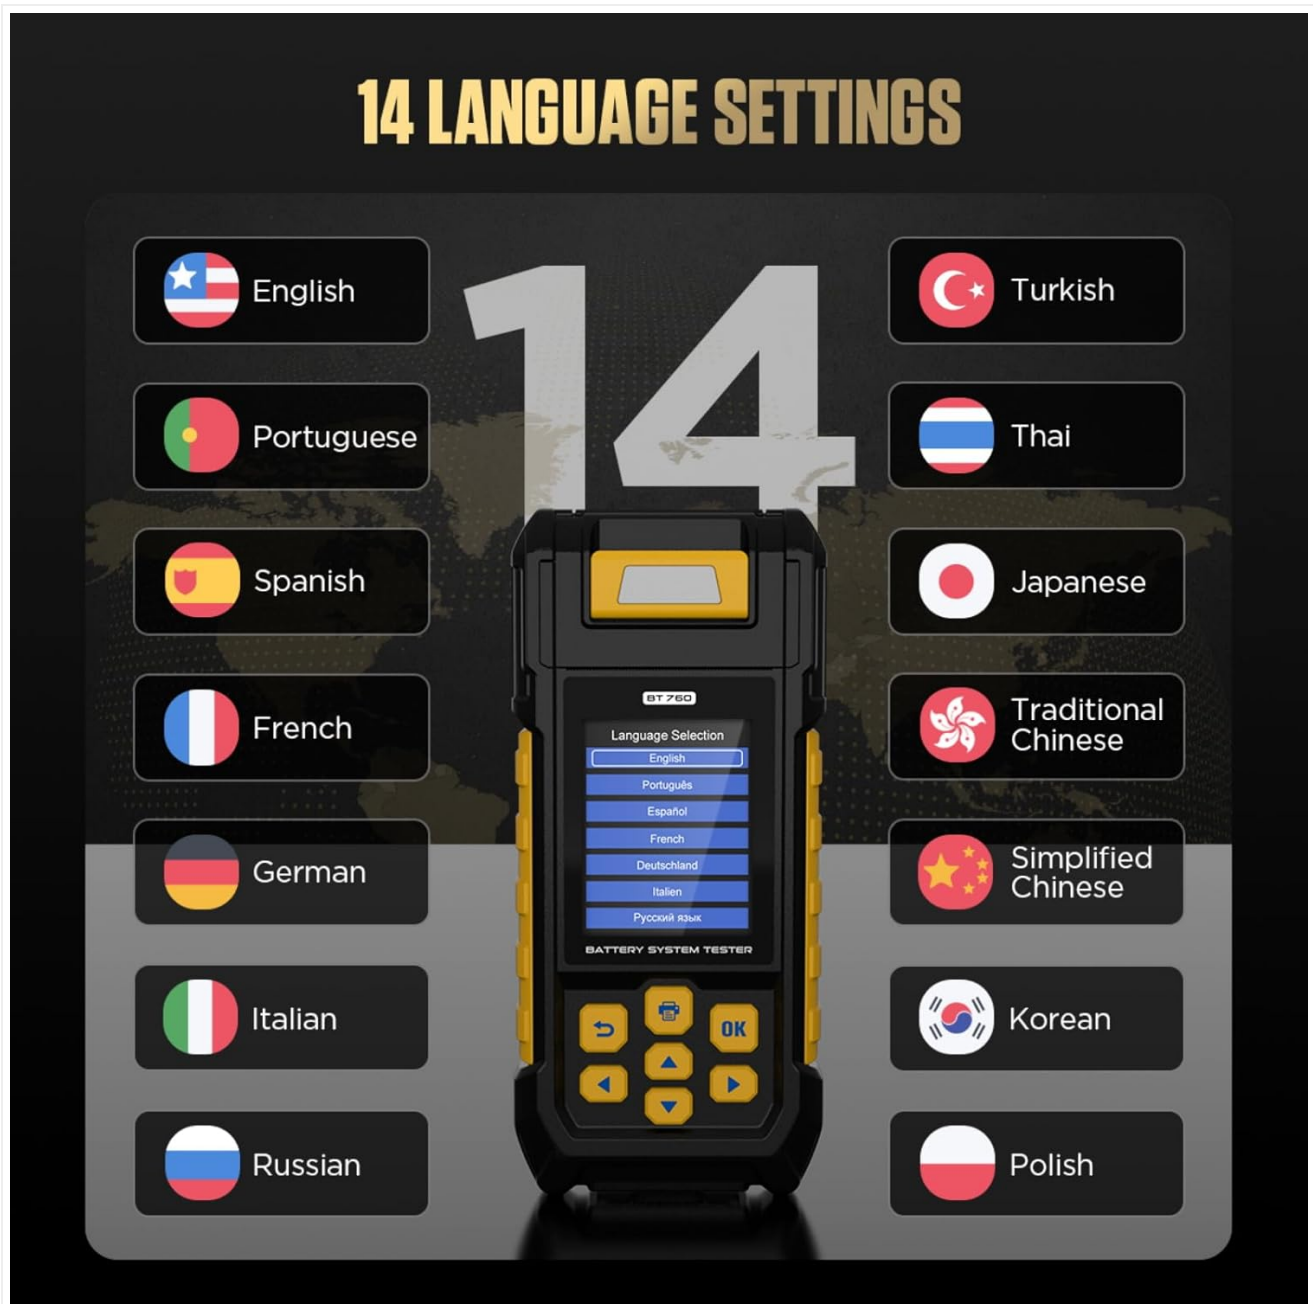 14 LANGUAGE SETTINGS
14
English
Portuguese
Spanish
French
German
Italian
Russian
Turkish
Thai
Japanese
Traditional
Chinese
Simplified
Chinese
Korean
Polish
BT 760
Language Selection
English
Português
Español
French
Deutschland
Italien
Русский язык
BATTERY SYSTEM TESTER
OK